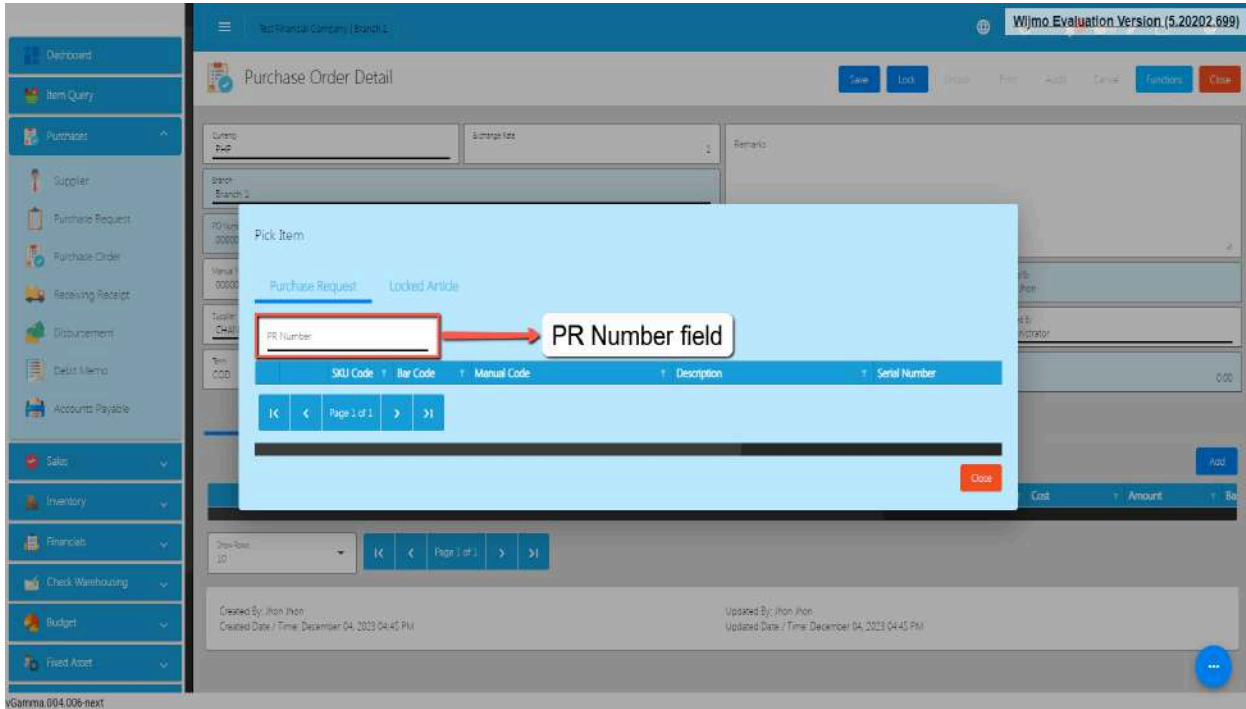 Test Financial Company | Branch 1
Wijmo Evaluation Version (5.20202.699)
Dashboard
Item Query
Purchases
Supplier
Purchase Request
Purchase Order
Receiving Receipt
Disbursement
Debit Memo
Accounts Payable
Sales
Inventory
Financials
Check Warehousing
Budget
Fixed Asset
Purchase Order Detail
Save
Lock
Unlock
Print
Audit
Cancel
Functions
Close
Currency
PHP
Exchange Rate
1
Remarks
Branch
Branch 1
Pick Item
Purchase Request
Locked Article
PR Number
PR Number field
SKU Code
Bar Code
Manual Code
Description
Serial Number
Page 1 of 1
Close
Term
COD
0.00
Add
Cost
Amount
Ba
Show Rows
10
Page 1 of 1
Created By: Jhon Jhon
Created Date / Time: December 04, 2023 04:45 PM
Updated By: Jhon Jhon
Updated Date / Time: December 04, 2023 04:45 PM
vGamma.004.006-next